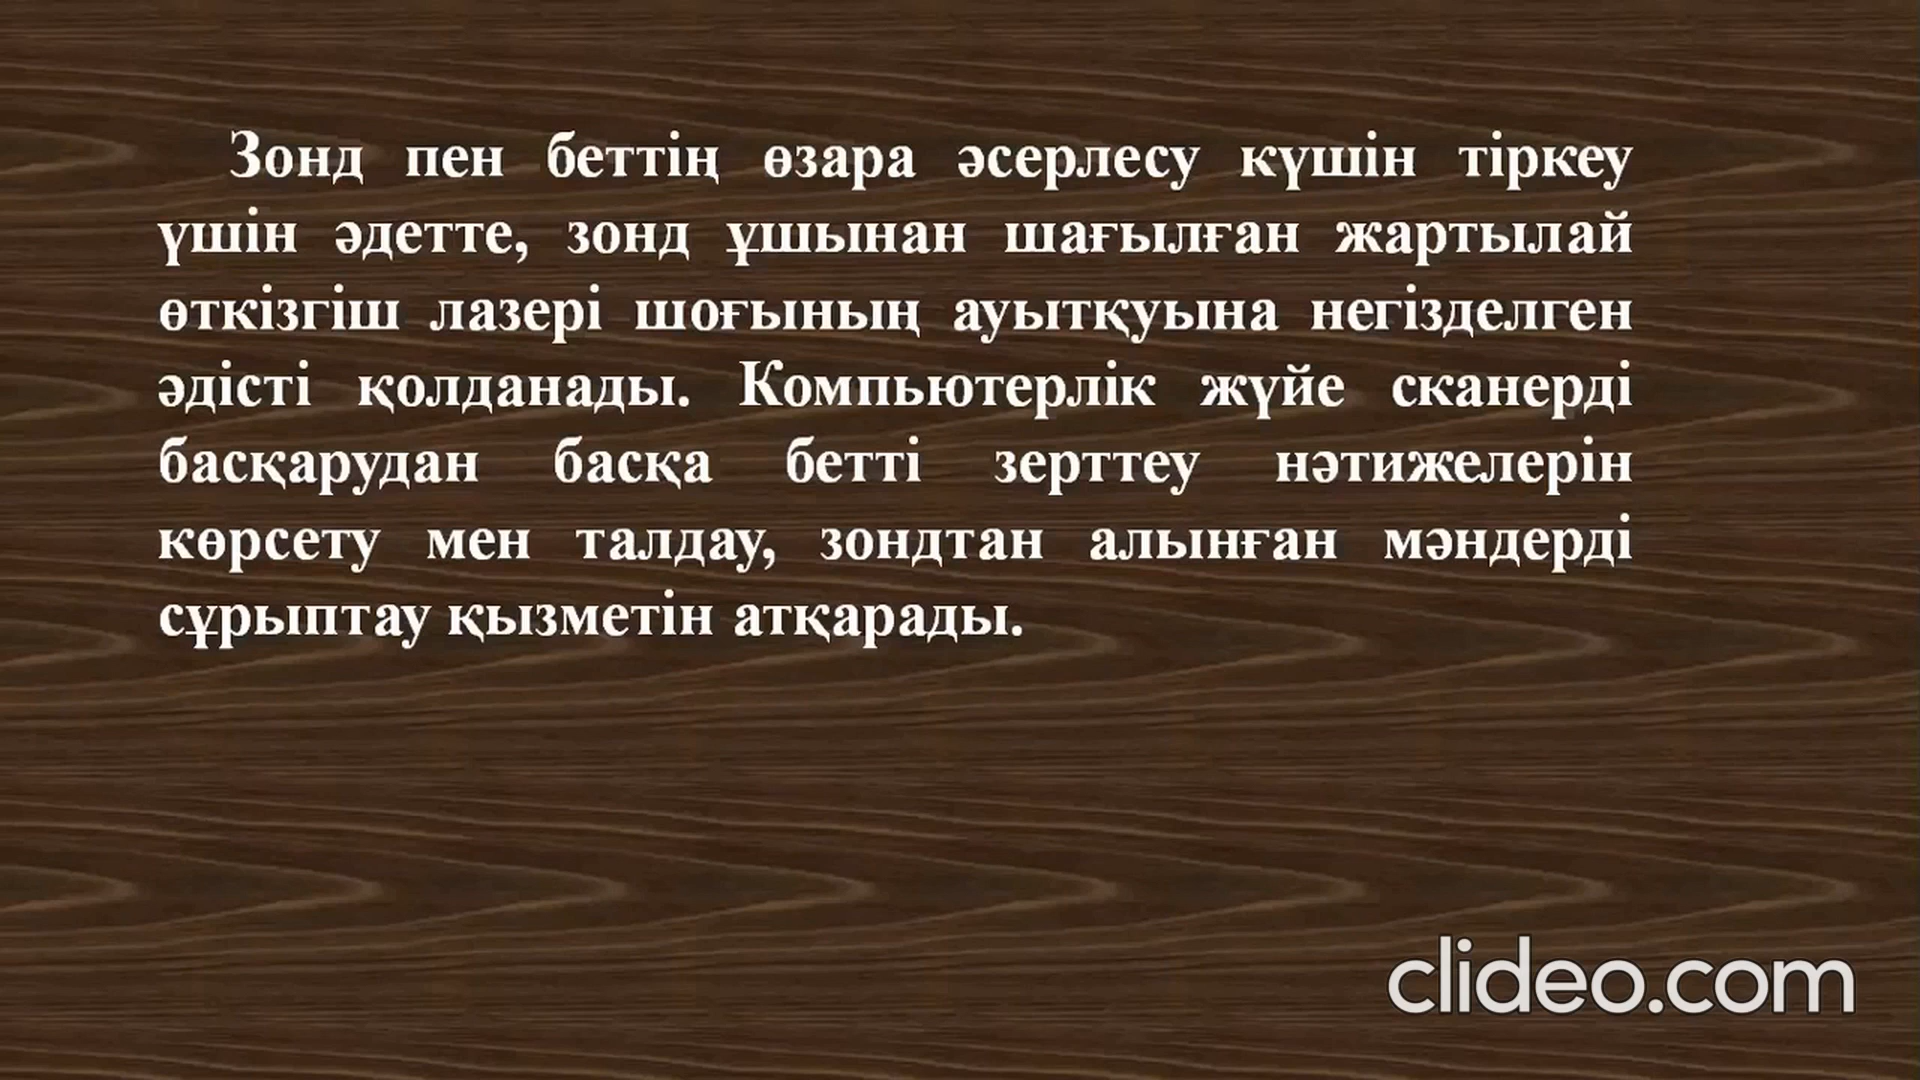 Зонд пен беттің өзара әсерлесу күшін тіркеу
үшін әдетте, зонд ұшынан шағылған жартылай
өткізгіш лазері шоғының ауытқуына негізделген
әдісті қолданады. Компьютерлік жүйе сканерді
басқарудан басқа бетті зерттеу нәтижелерін
көрсету мен талдау, зондтан алынған мәндерді
сұрыптау қызметін атқарады.
clideo.com